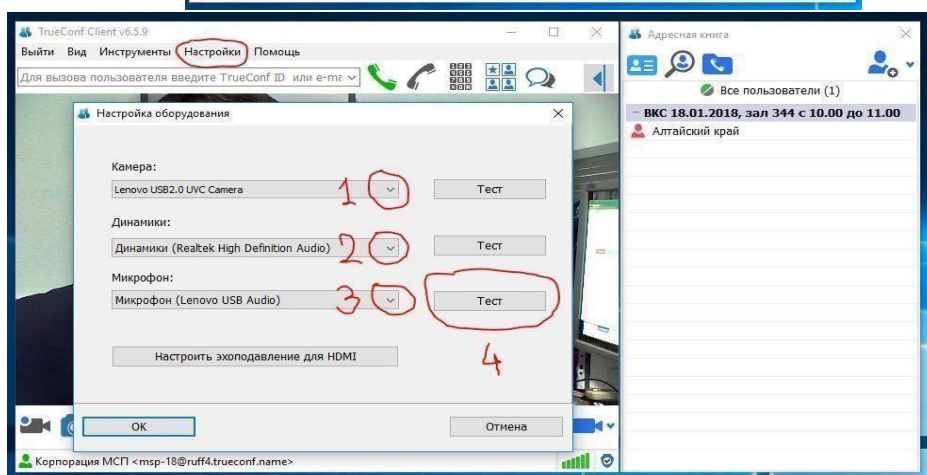 TrueConf Client v6.5.9
Выйти Вид Инструменты Настройки Помощь
Для вызова пользователя введите TrueConf ID или e-ma
Настройка оборудования
Камера:
Lenovo USB2.0 UVC Camera
1
Тест
Динамики:
Динамики (Realtek High Definition Audio)
2
Тест
Микрофон:
Микрофон (Lenovo USB Audio)
3
Тест
4
Настроить эхоподавление для HDMI
OK
Отмена
Корпорация МСП <msp-18@ruff4.trueconf.name>
Адресная книга
Все пользователи (1)
ВКС 18.01.2018, зал 344 с 10.00 до 11.00
Алтайский край